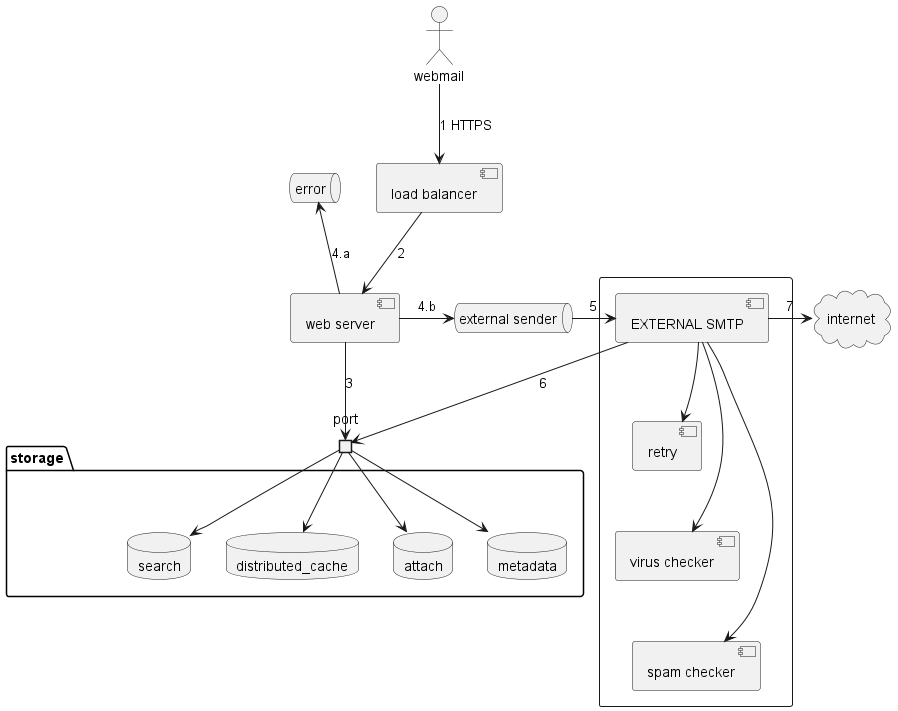 webmail
1 HTTPS
error
load balancer
4.a
2
web server
4.b
external sender
5
EXTERNAL SMTP
7
internet
3
6
port
storage
retry
search
distributed_cache
attach
metadata
virus checker
spam checker